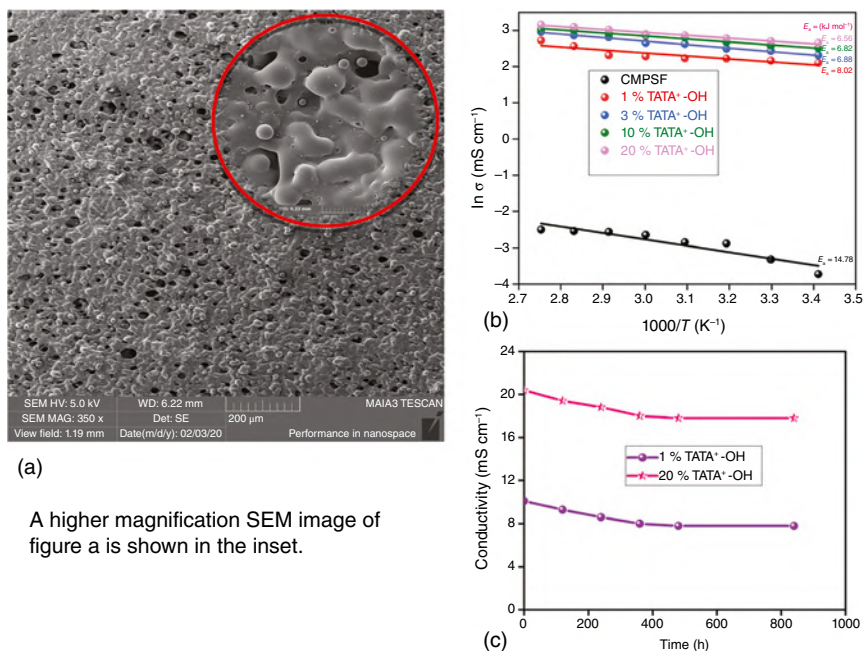 SEM HV: 5.0 kV
WD: 6.22 mm
MAIA3 TESCAN
SEM MAG: 350 x
Det: SE
200 μm
View field: 1.19 mm
Date(m/d/y): 02/03/20
Performance in nanospace
(a)
A higher magnification SEM image of
figure a is shown in the inset.
ln σ (mS cm⁻¹)
3
2
1
0
−1
−2
−3
−4
Eₐ = (kJ mol⁻¹)
Eₐ = 6.56
Eₐ = 6.82
Eₐ = 6.88
Eₐ = 8.02
CMPSF
1 % TATA⁺-OH
3 % TATA⁺-OH
10 % TATA⁺-OH
20 % TATA⁺-OH
Eₐ = 14.78
2.7 2.8 2.9 3.0 3.1 3.2 3.3 3.4 3.5
1000/T (K⁻¹)
(b)
Conductivity (mS cm⁻¹)
24
20
16
12
8
4
0
1 % TATA⁺-OH
20 % TATA⁺-OH
0 200 400 600 800 1000
Time (h)
(c)